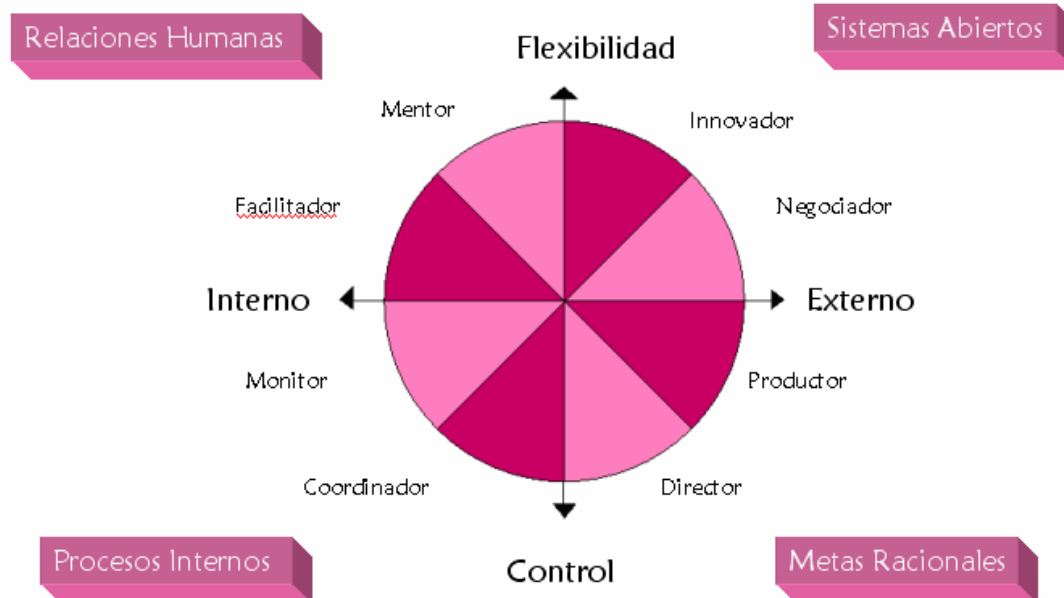 Relaciones Humanas
Sistemas Abiertos
Flexibilidad
Mentor
Innovador
Facilitador
Negociador
Interno
Externo
Monitor
Productor
Coordinador
Director
Procesos Internos
Control
Metas Racionales